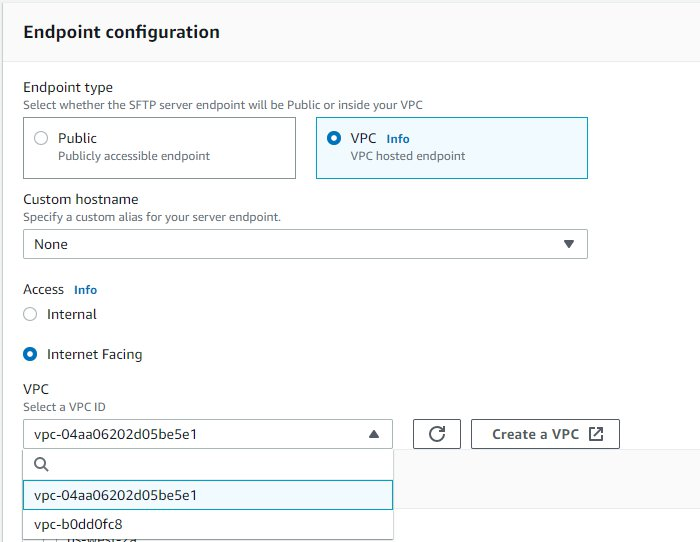 Endpoint configuration
Endpoint type
Select whether the SFTP server endpoint will be Public or inside your VPC
Public
Publicly accessible endpoint
VPC Info
VPC hosted endpoint
Custom hostname
Specify a custom alias for your server endpoint.
None
Access Info
Internal
Internet Facing
VPC
Select a VPC ID
vpc-04aa06202d05be5e1
Create a VPC
vpc-04aa06202d05be5e1
vpc-b0dd0fc8